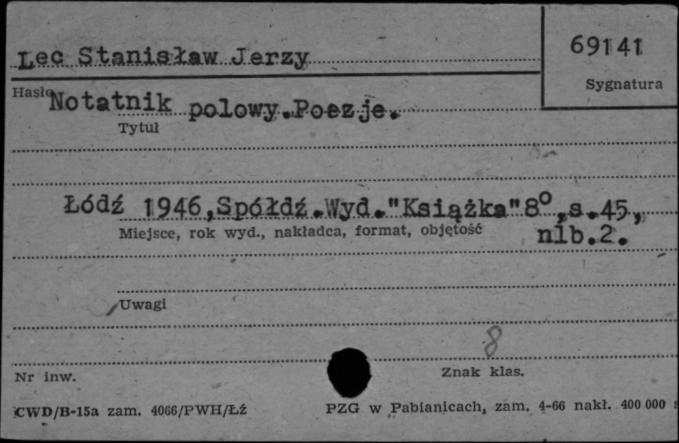 Lec Stanisław Jerzy
69141
Hasło
Sygnatura
Notatnik polowy.Poezje.
Tytuł
Łódź 1946,Spółdź.Wyd."Książka"8°,s.45,
nlb.2.
Miejsce, rok wyd., nakładca, format, objętość
Uwagi
8
Nr inw.
Znak klas.
CWD/B-15a zam. 4066/PWH/Łź
PZG w Pabianicach, zam. 4-66 nakł. 400 000